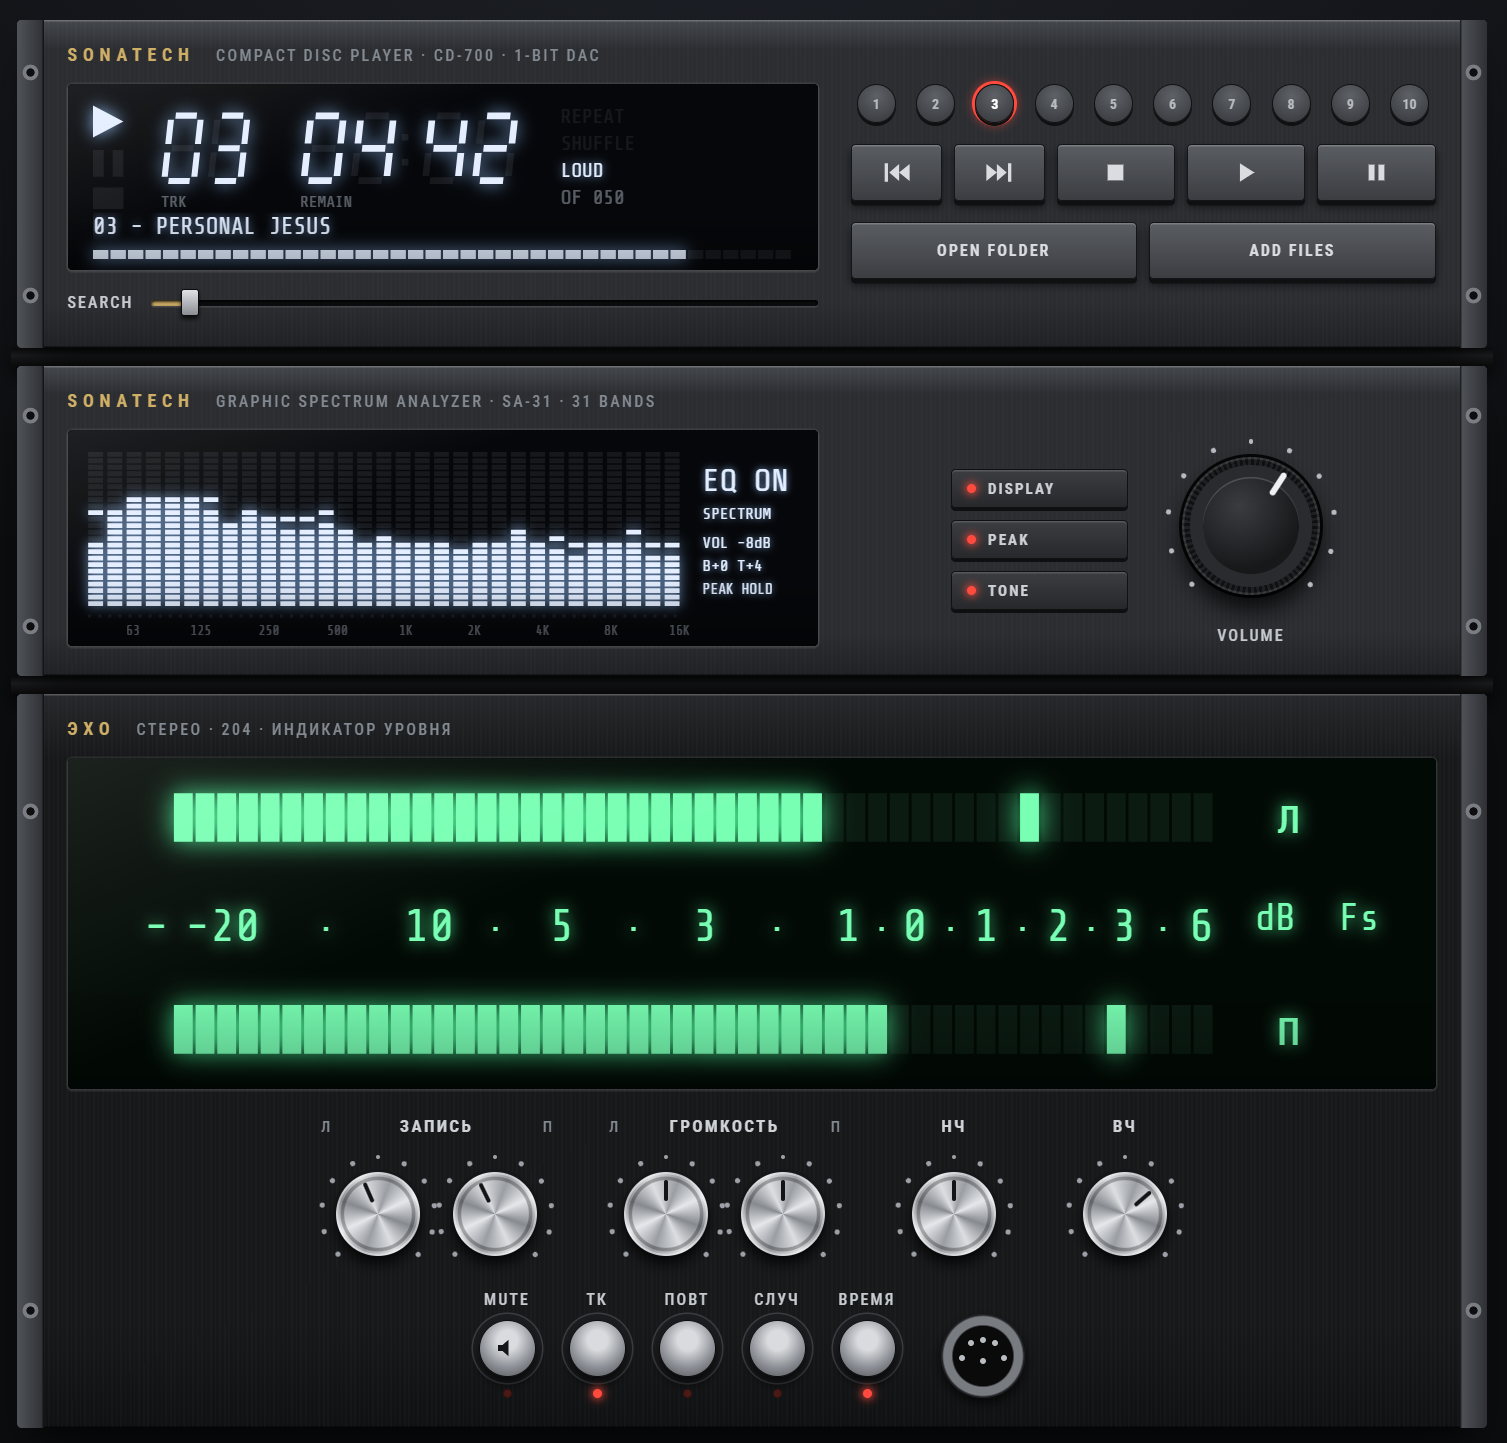 SONATECH COMPACT DISC PLAYER · CD-700 · 1-BIT DAC
03 04 42
REPEAT
SHUFFLE
LOUD
OF 050
TRK REMAIN
03 - PERSONAL JESUS
SEARCH
1 2 3 4 5 6 7 8 9 10
OPEN FOLDER ADD FILES
SONATECH GRAPHIC SPECTRUM ANALYZER · SA-31 · 31 BANDS
EQ ON
SPECTRUM
VOL -8dB
B+0 T+4
PEAK HOLD
63 125 250 500 1K 2K 4K 8K 16K
DISPLAY
PEAK
TONE
VOLUME
ЭХО СТЕРЕО · 204 · ИНДИКАТОР УРОВНЯ
Л
- -20 · 10 · 5 · 3 · 1 · 0 · 1 · 2 · 3 · 6 dB Fs
П
Л ЗАПИСЬ П Л ГРОМКОСТЬ П НЧ ВЧ
MUTE ТК ПОВТ СЛУЧ ВРЕМЯ